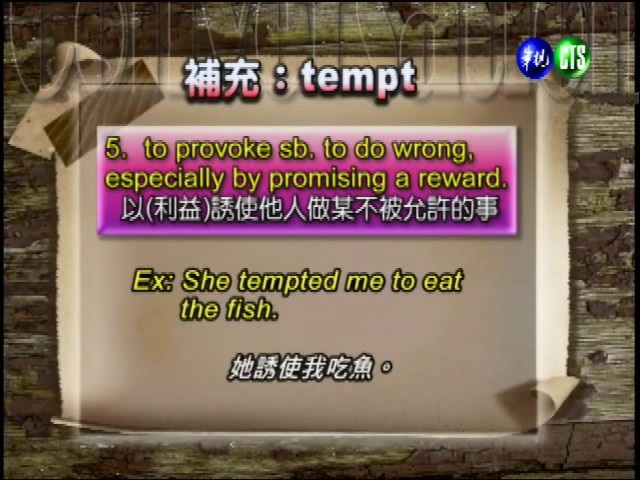 華視 CTS
補充：tempt
5. to provoke sb. to do wrong,
especially by promising a reward.
以(利益)誘使他人做某不被允許的事
Ex: She tempted me to eat
the fish.
她誘使我吃魚。